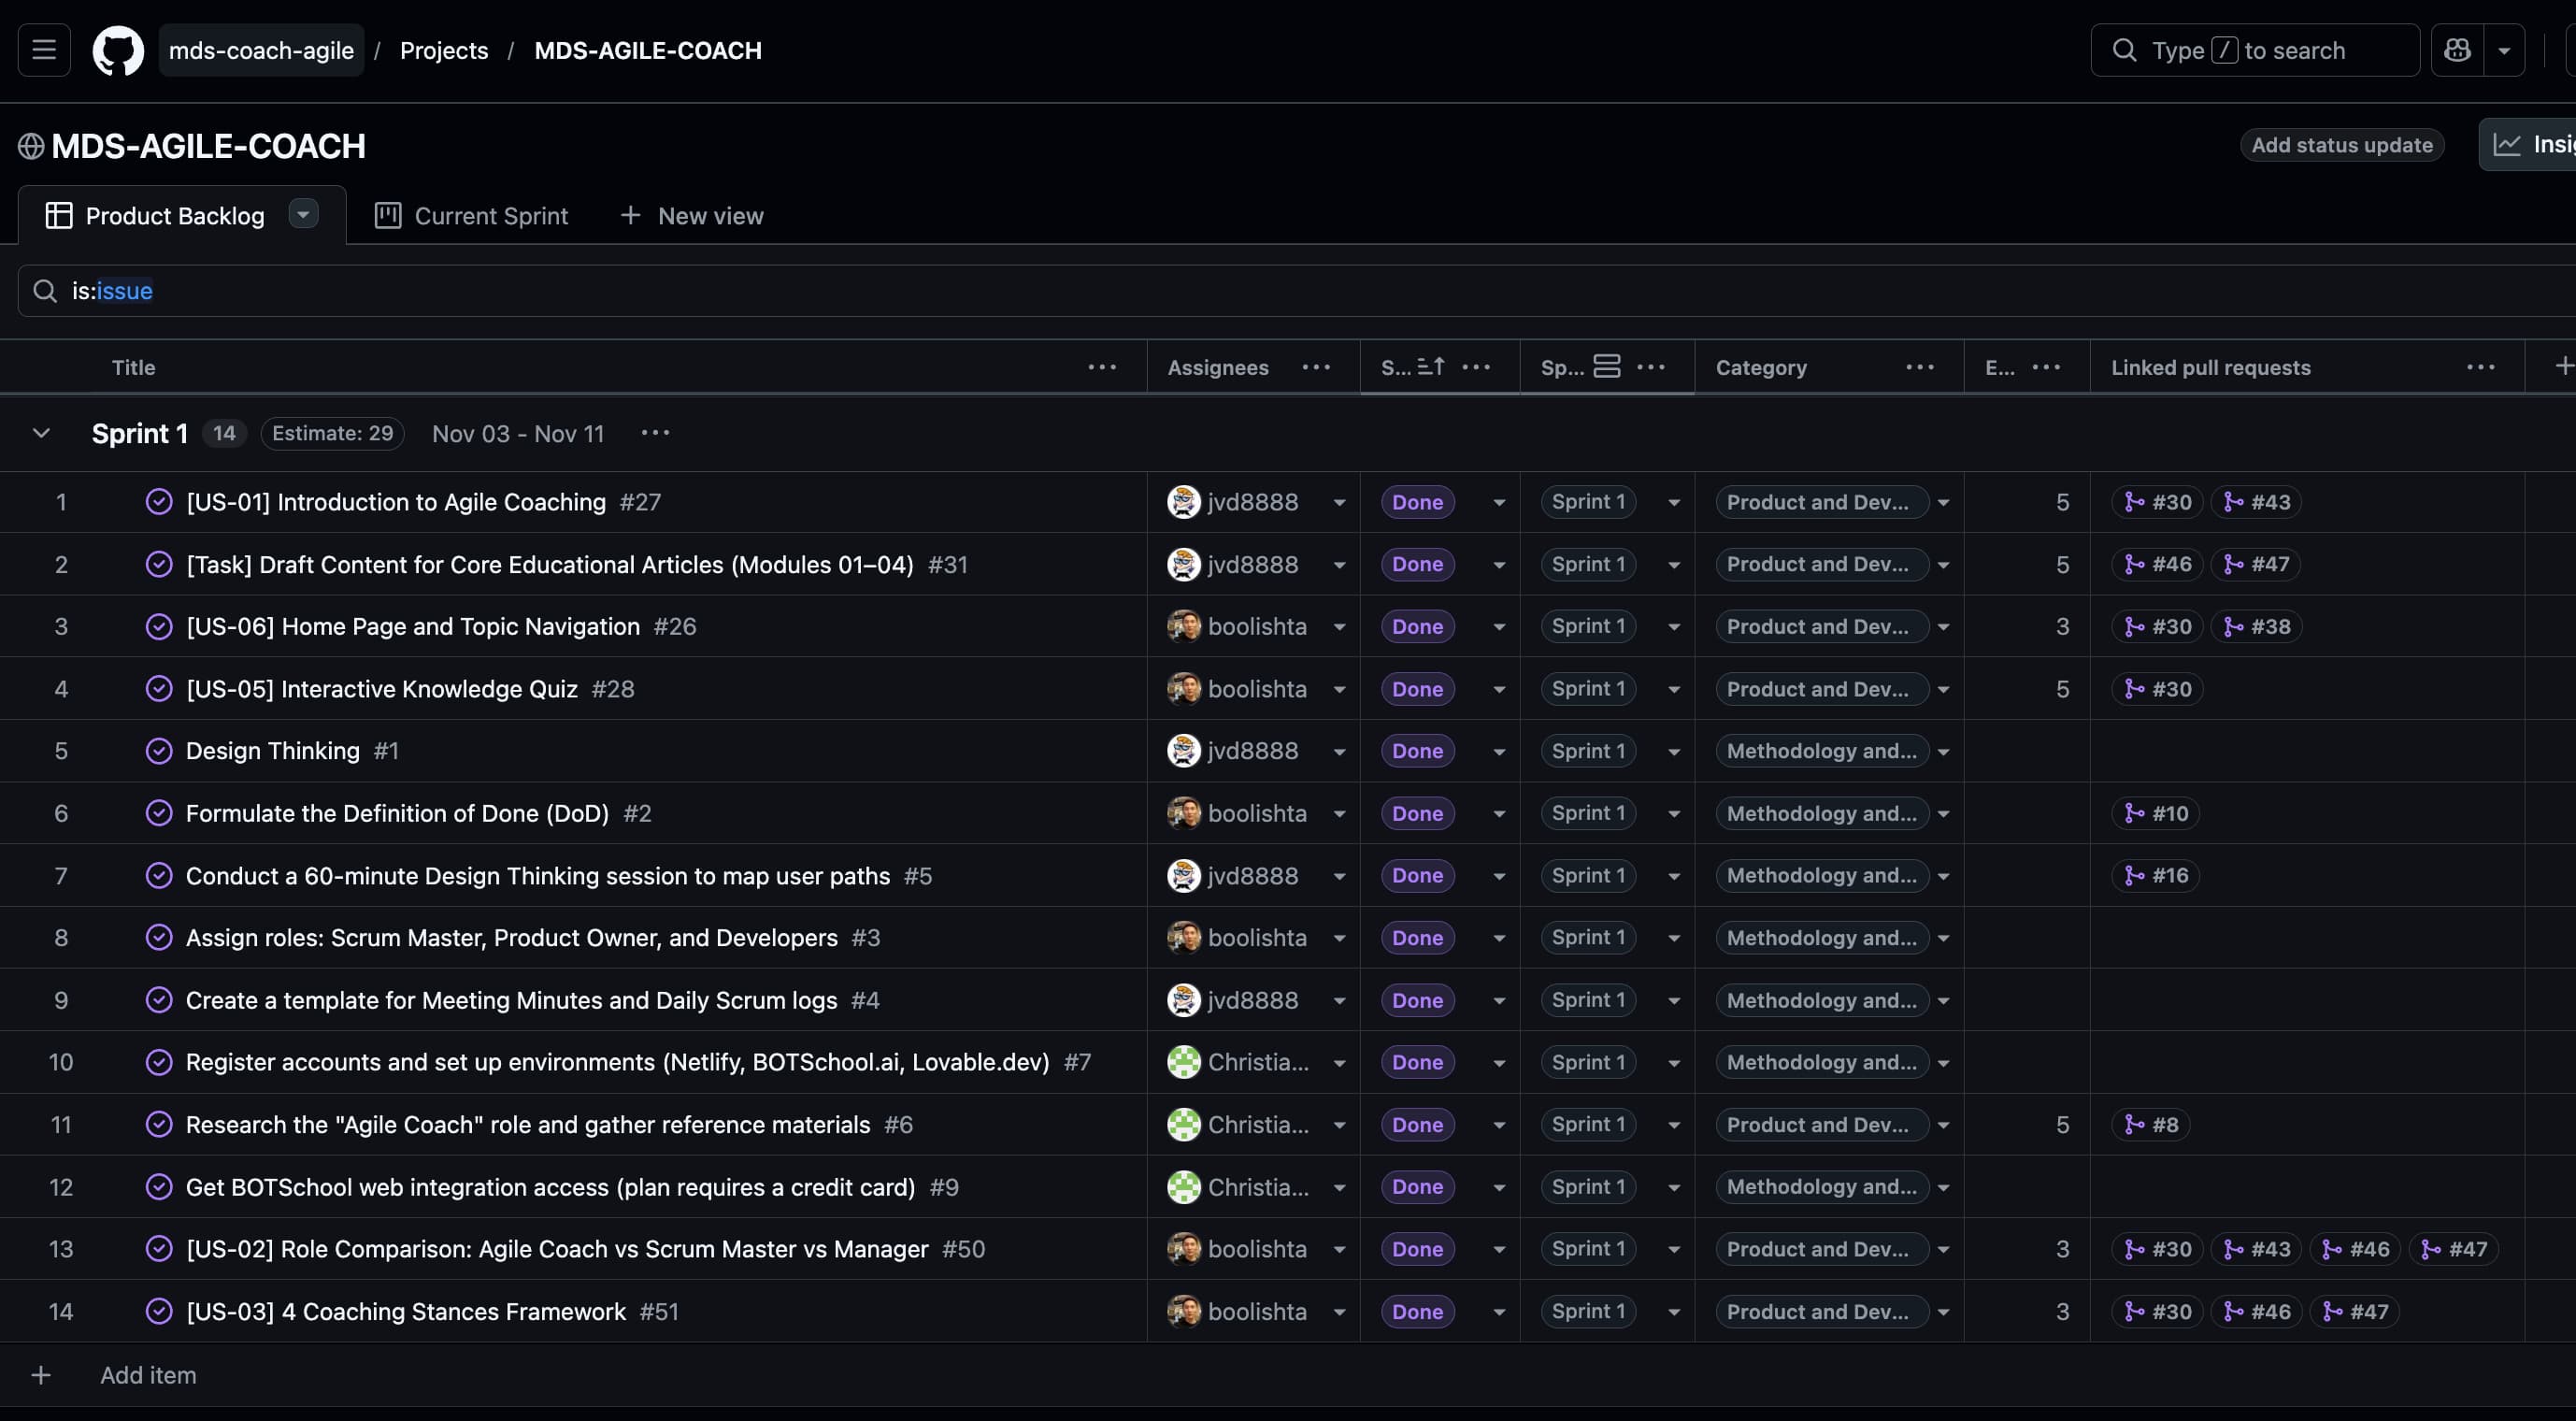 mds-coach-agile / Projects / MDS-AGILE-COACH Type / to search
MDS-AGILE-COACH Add status update Insig
Product Backlog Current Sprint + New view
is:issue
Title ... Assignees ... S... ... Sp... ... Category ... E... ... Linked pull requests ... +
Sprint 1 14 Estimate: 29 Nov 03 - Nov 11 ...
1 [US-01] Introduction to Agile Coaching #27 jvd8888 Done Sprint 1 Product and Dev... 5 #30 #43
2 [Task] Draft Content for Core Educational Articles (Modules 01–04) #31 jvd8888 Done Sprint 1 Product and Dev... 5 #46 #47
3 [US-06] Home Page and Topic Navigation #26 boolishta Done Sprint 1 Product and Dev... 3 #30 #38
4 [US-05] Interactive Knowledge Quiz #28 boolishta Done Sprint 1 Product and Dev... 5 #30
5 Design Thinking #1 jvd8888 Done Sprint 1 Methodology and...
6 Formulate the Definition of Done (DoD) #2 boolishta Done Sprint 1 Methodology and... #10
7 Conduct a 60-minute Design Thinking session to map user paths #5 jvd8888 Done Sprint 1 Methodology and... #16
8 Assign roles: Scrum Master, Product Owner, and Developers #3 boolishta Done Sprint 1 Methodology and...
9 Create a template for Meeting Minutes and Daily Scrum logs #4 jvd8888 Done Sprint 1 Methodology and...
10 Register accounts and set up environments (Netlify, BOTSchool.ai, Lovable.dev) #7 Christia... Done Sprint 1 Methodology and...
11 Research the "Agile Coach" role and gather reference materials #6 Christia... Done Sprint 1 Product and Dev... 5 #8
12 Get BOTSchool web integration access (plan requires a credit card) #9 Christia... Done Sprint 1 Methodology and...
13 [US-02] Role Comparison: Agile Coach vs Scrum Master vs Manager #50 boolishta Done Sprint 1 Product and Dev... 3 #30 #43 #46 #47
14 [US-03] 4 Coaching Stances Framework #51 boolishta Done Sprint 1 Product and Dev... 3 #30 #46 #47
+ Add item